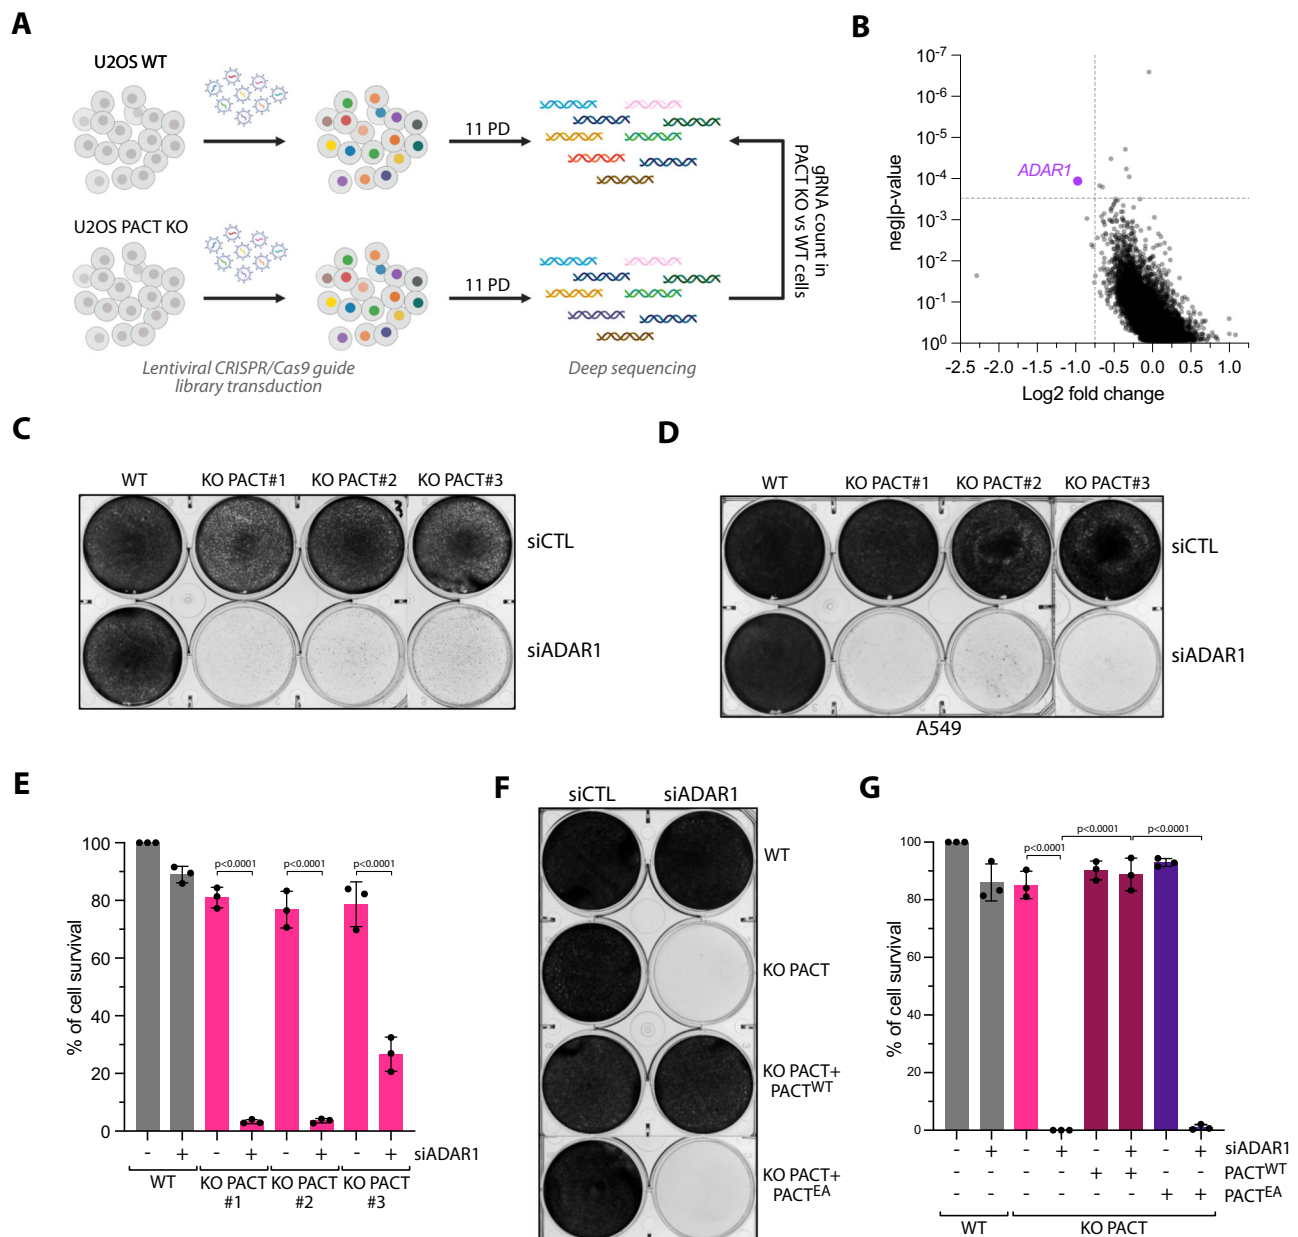 A
U2OS WT
11 PD
U2OS PACT KO
11 PD
gRNA count in
PACT KO vs WT cells
Lentiviral CRISPR/Cas9 guide
library transduction
Deep sequencing
B
neg|p-value
10-7
10-6
10-5
10-4
10-3
10-2
10-1
100
ADAR1
-2.5 -2.0 -1.5 -1.0 -0.5 0.0 0.5 1.0
Log2 fold change
C
WT KO PACT#1 KO PACT#2 KO PACT#3
siCTL
siADAR1
D
WT KO PACT#1 KO PACT#2 KO PACT#3
siCTL
siADAR1
A549
E
% of cell survival
100
80
60
40
20
0
p<0.0001 p<0.0001 p<0.0001
- + - + - + - + siADAR1
WT KO PACT KO PACT KO PACT
#1 #2 #3
F
siCTL siADAR1
WT
KO PACT
KO PACT+
PACTWT
KO PACT+
PACTEA
G
% of cell survival
100
80
60
40
20
0
p<0.0001 p<0.0001 p<0.0001
- + - + - + - + siADAR1
- - - - + + - - PACTWT
- - - - - - + + PACTEA
WT KO PACT